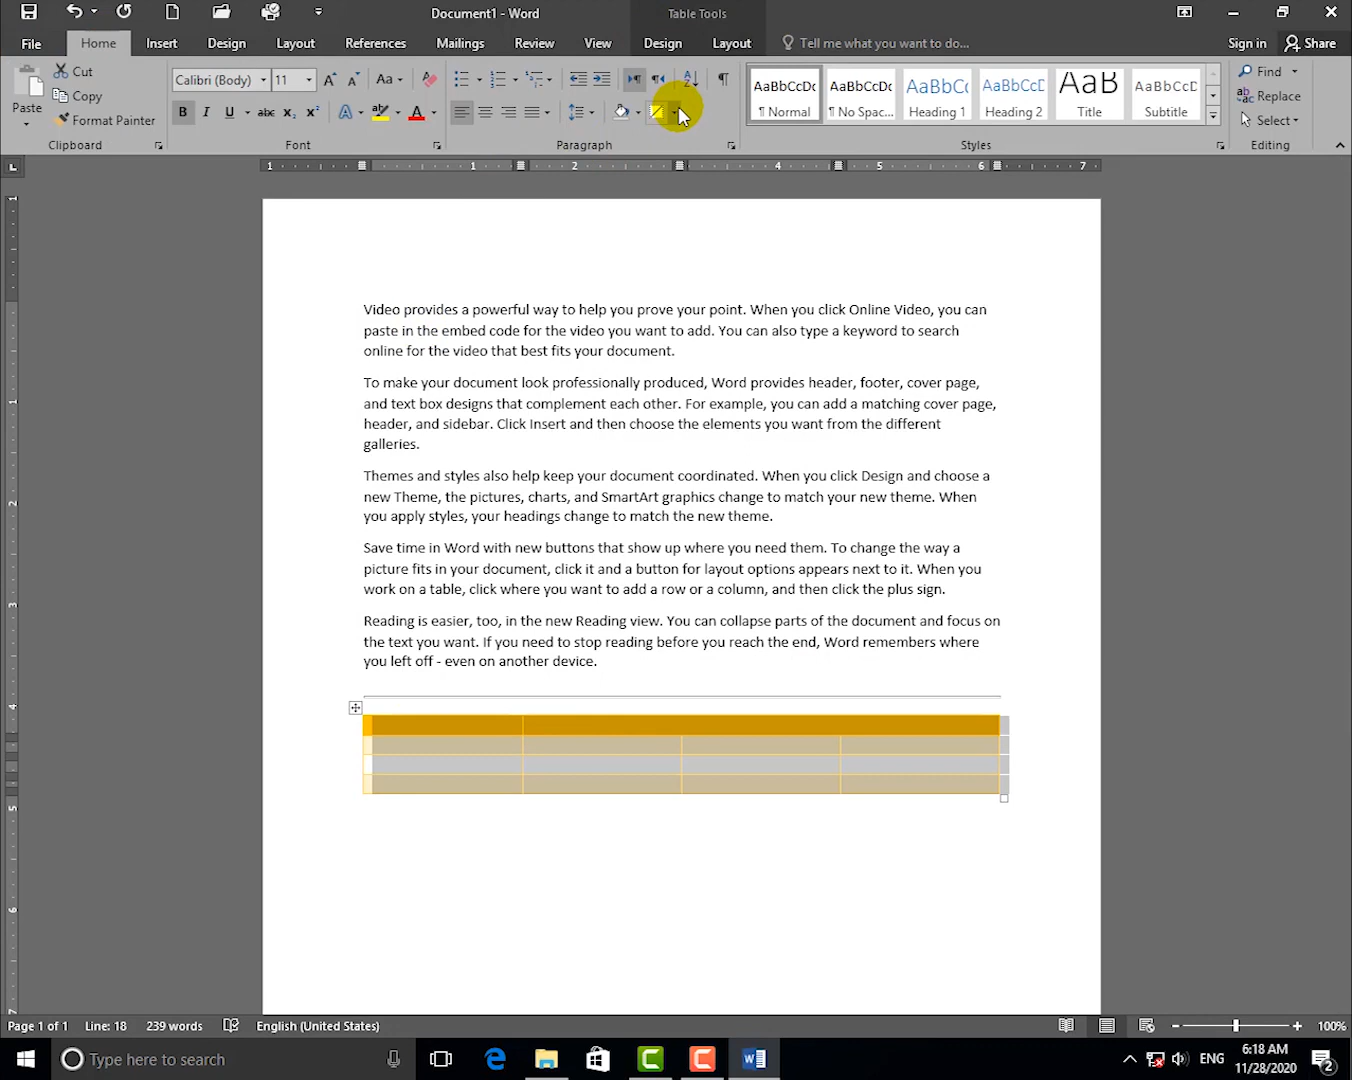 Document1 - Word
Table Tools
File
Home
Insert
Design
Layout
References
Mailings
Review
View
Design
Layout
Tell me what you want to do...
Sign in
Share
Paste
Cut
Copy
Format Painter
Clipboard
Calibri (Body)
11
Font
Paragraph
AaBbCcDc
¶ Normal
AaBbCcDc
¶ No Spac...
AaBbCc
Heading 1
AaBbCcD
Heading 2
AaB
Title
AaBbCcD
Subtitle
Styles
Find
Replace
Select
Editing
1 1 2 4 5 6 7
Video provides a powerful way to help you prove your point. When you click Online Video, you can
paste in the embed code for the video you want to add. You can also type a keyword to search
online for the video that best fits your document.
To make your document look professionally produced, Word provides header, footer, cover page,
and text box designs that complement each other. For example, you can add a matching cover page,
header, and sidebar. Click Insert and then choose the elements you want from the different
galleries.
Themes and styles also help keep your document coordinated. When you click Design and choose a
new Theme, the pictures, charts, and SmartArt graphics change to match your new theme. When
you apply styles, your headings change to match the new theme.
Save time in Word with new buttons that show up where you need them. To change the way a
picture fits in your document, click it and a button for layout options appears next to it. When you
work on a table, click where you want to add a row or a column, and then click the plus sign.
Reading is easier, too, in the new Reading view. You can collapse parts of the document and focus on
the text you want. If you need to stop reading before you reach the end, Word remembers where
you left off - even on another device.
Page 1 of 1
Line: 18
239 words
English (United States)
100%
Type here to search
ENG
6:18 AM
11/28/2020
2